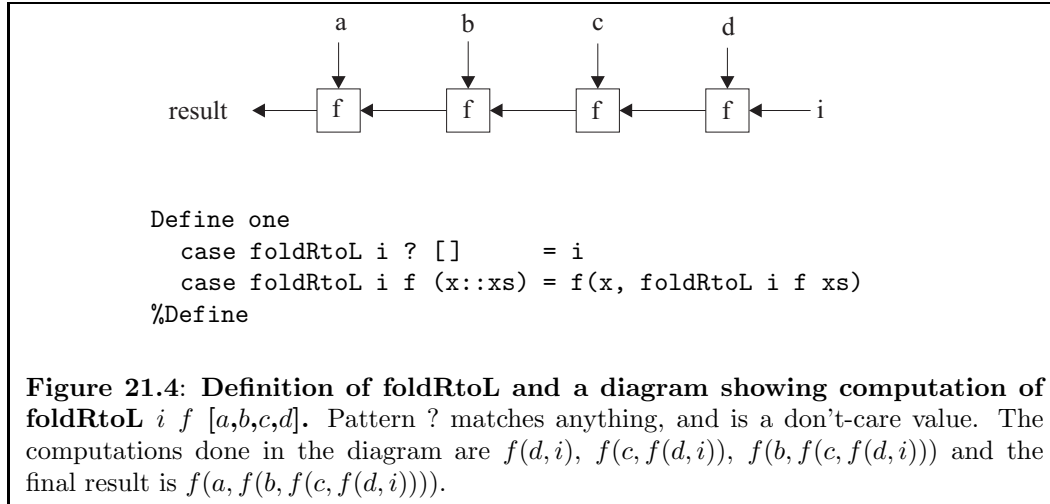 a b c d
result f f f f i
Define one
case foldRtoL i ? [] = i
case foldRtoL i f (x::xs) = f(x, foldRtoL i f xs)
%Define
Figure 21.4: Definition of foldRtoL and a diagram showing computation of
foldRtoL i f [a,b,c,d]. Pattern ? matches anything, and is a don't-care value. The
computations done in the diagram are f(d, i), f(c, f(d, i)), f(b, f(c, f(d, i))) and the
final result is f(a, f(b, f(c, f(d, i)))).